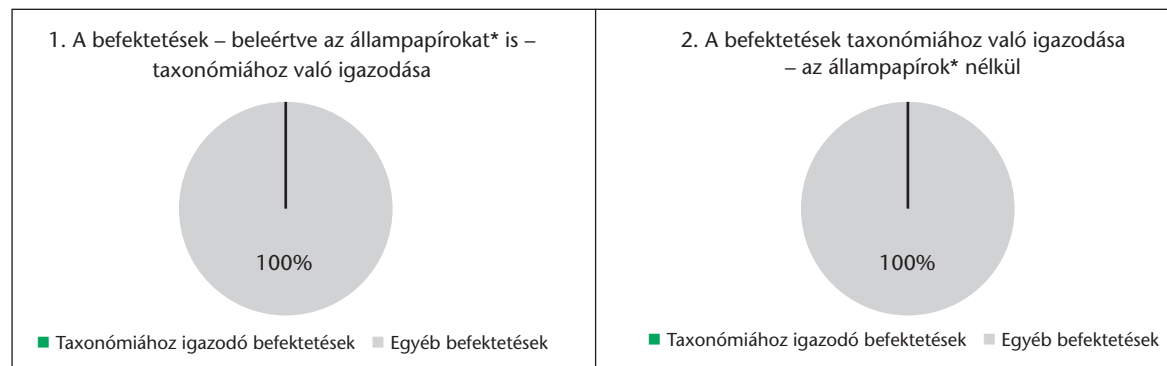 1. A befektetések – beleértve az állampapírokat* is –
taxonómiához való igazodása
100%
Taxonómiához igazodó befektetések
Egyéb befektetések
2. A befektetések taxonómiához való igazodása
– az állampapírok* nélkül
100%
Taxonómiához igazodó befektetések
Egyéb befektetések